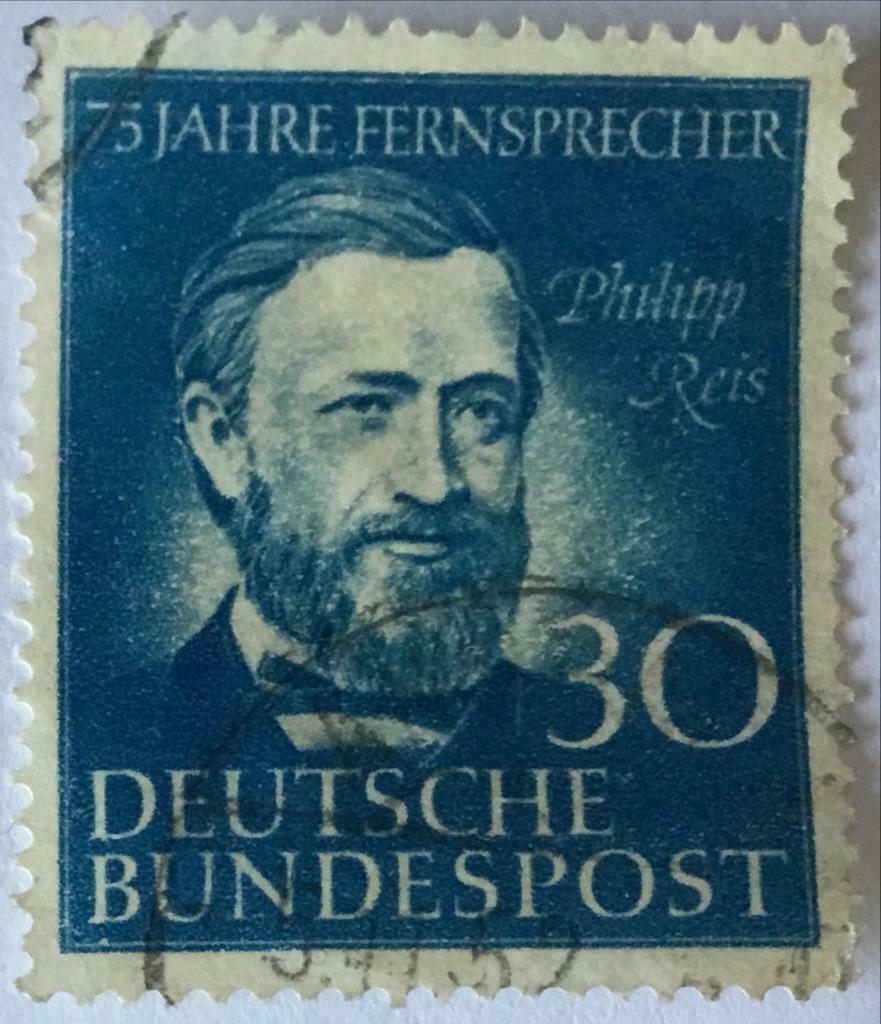 75 JAHRE FERNSPRECHER
Philipp
Reis
30
DEUTSCHE
BUNDESPOST